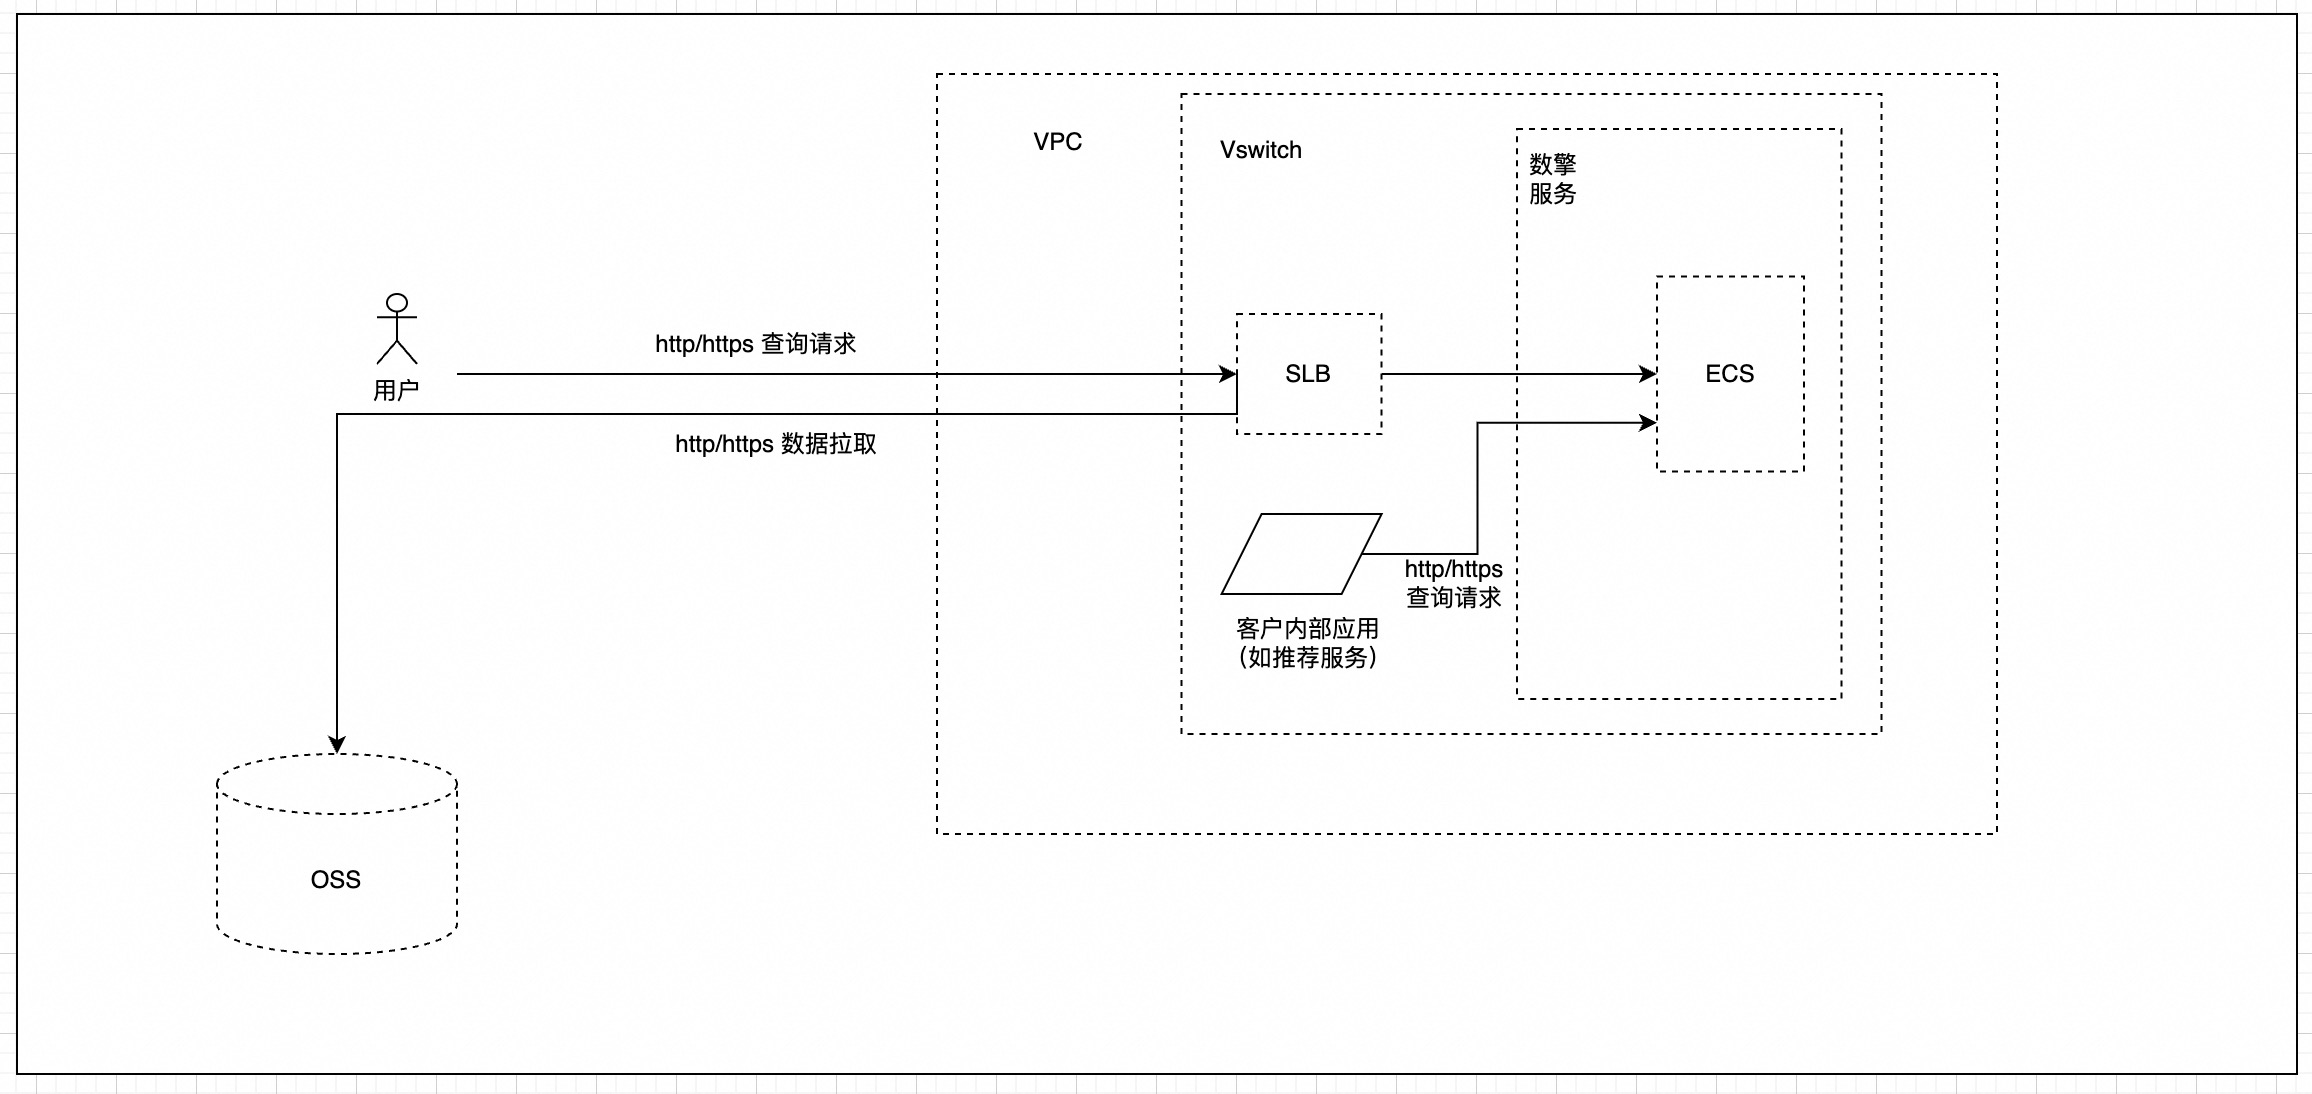 VPC
Vswitch
数擎
服务
用户
http/https 查询请求
SLB
ECS
http/https 数据拉取
http/https
查询请求
客户内部应用
（如推荐服务）
OSS